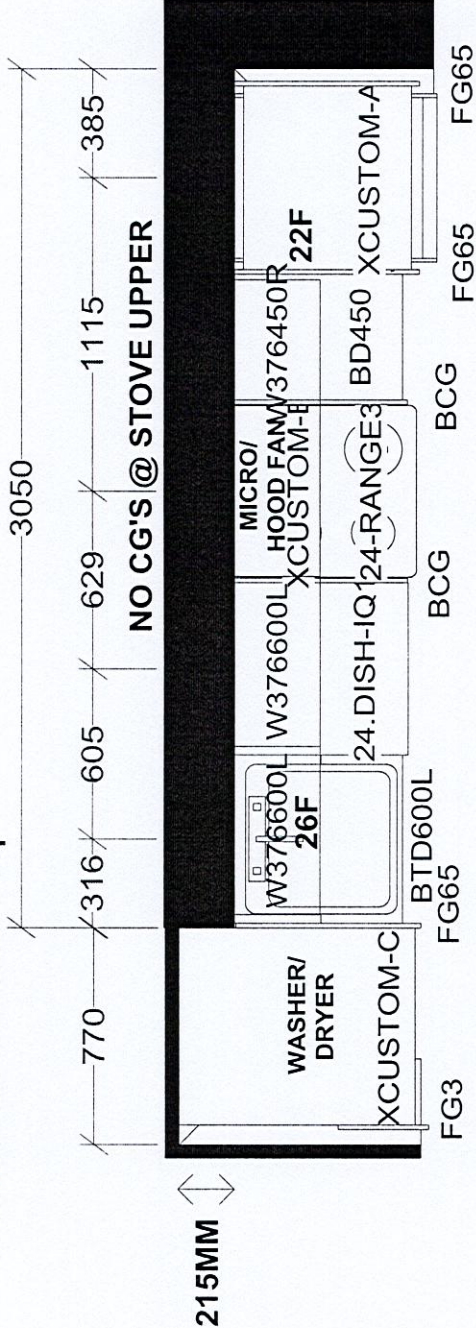 3050
770
316
605
629
1115
385
NO CG'S @ STOVE UPPER
215MM
WASHER/
DRYER
XCUSTOM-C
FG3
W376600L
26F
BTD600L
FG65
W376600L
24.DISH-IQ
MICRO/
HOOD FAN
24-RANGE3
BCG
BCG
W376450R
BD450
22F
XCUSTOM-A
FG65
FG65